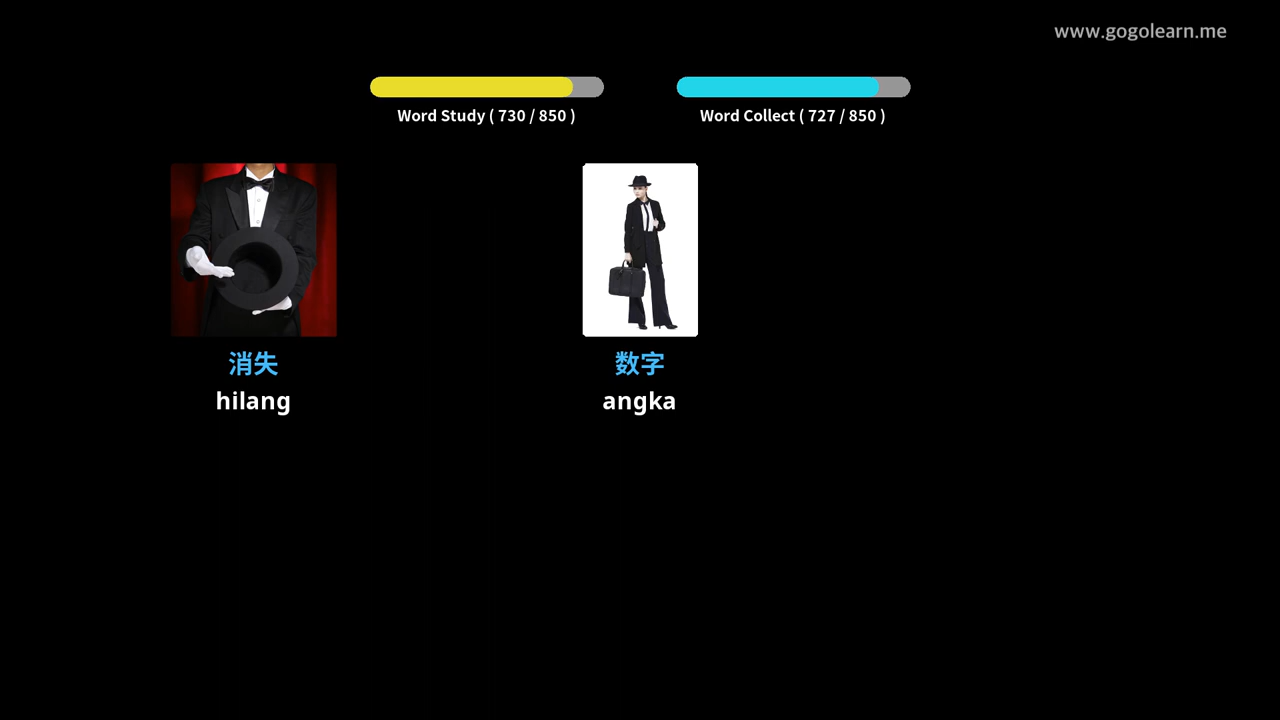 www.gogolearn.me
Word Study ( 730 / 850 )
Word Collect ( 727 / 850 )
消失
hilang
数字
angka